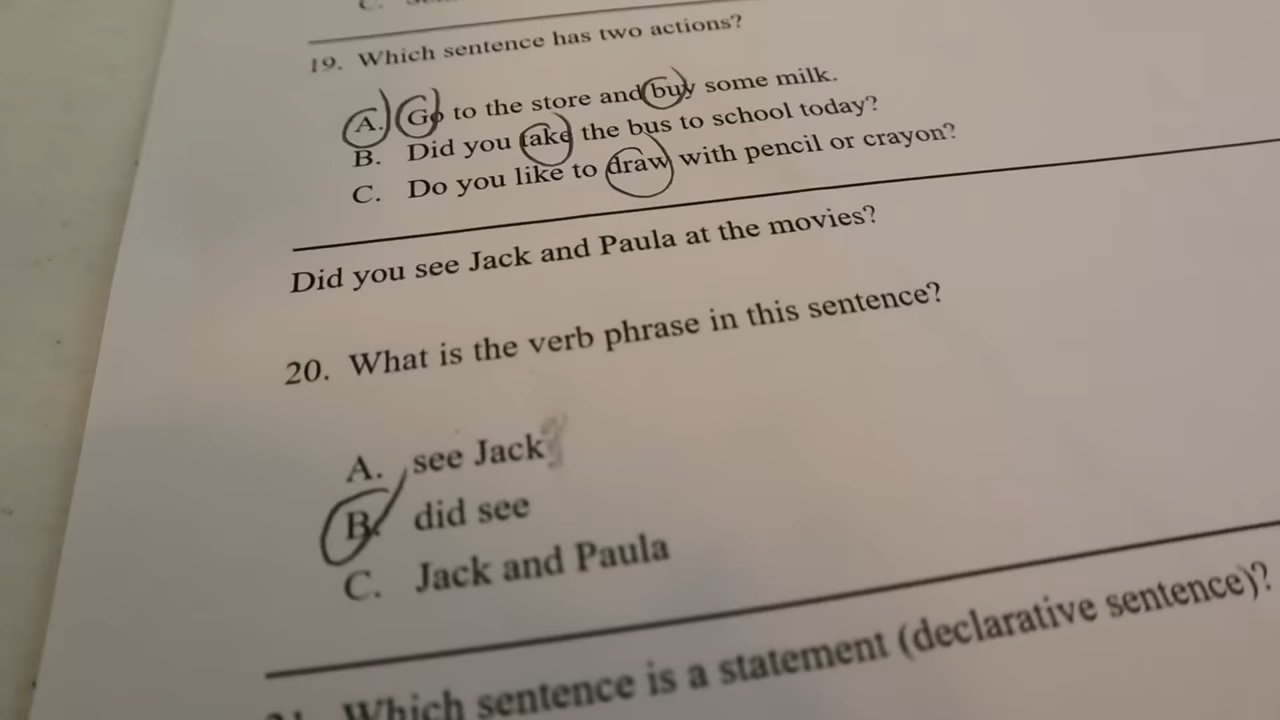 C.
19. Which sentence has two actions?
A. Go to the store and buy some milk.
B. Did you take the bus to school today?
C. Do you like to draw with pencil or crayon?
Did you see Jack and Paula at the movies?
20. What is the verb phrase in this sentence?
A. see Jack
B. did see
C. Jack and Paula
Which sentence is a statement (declarative sentence)?